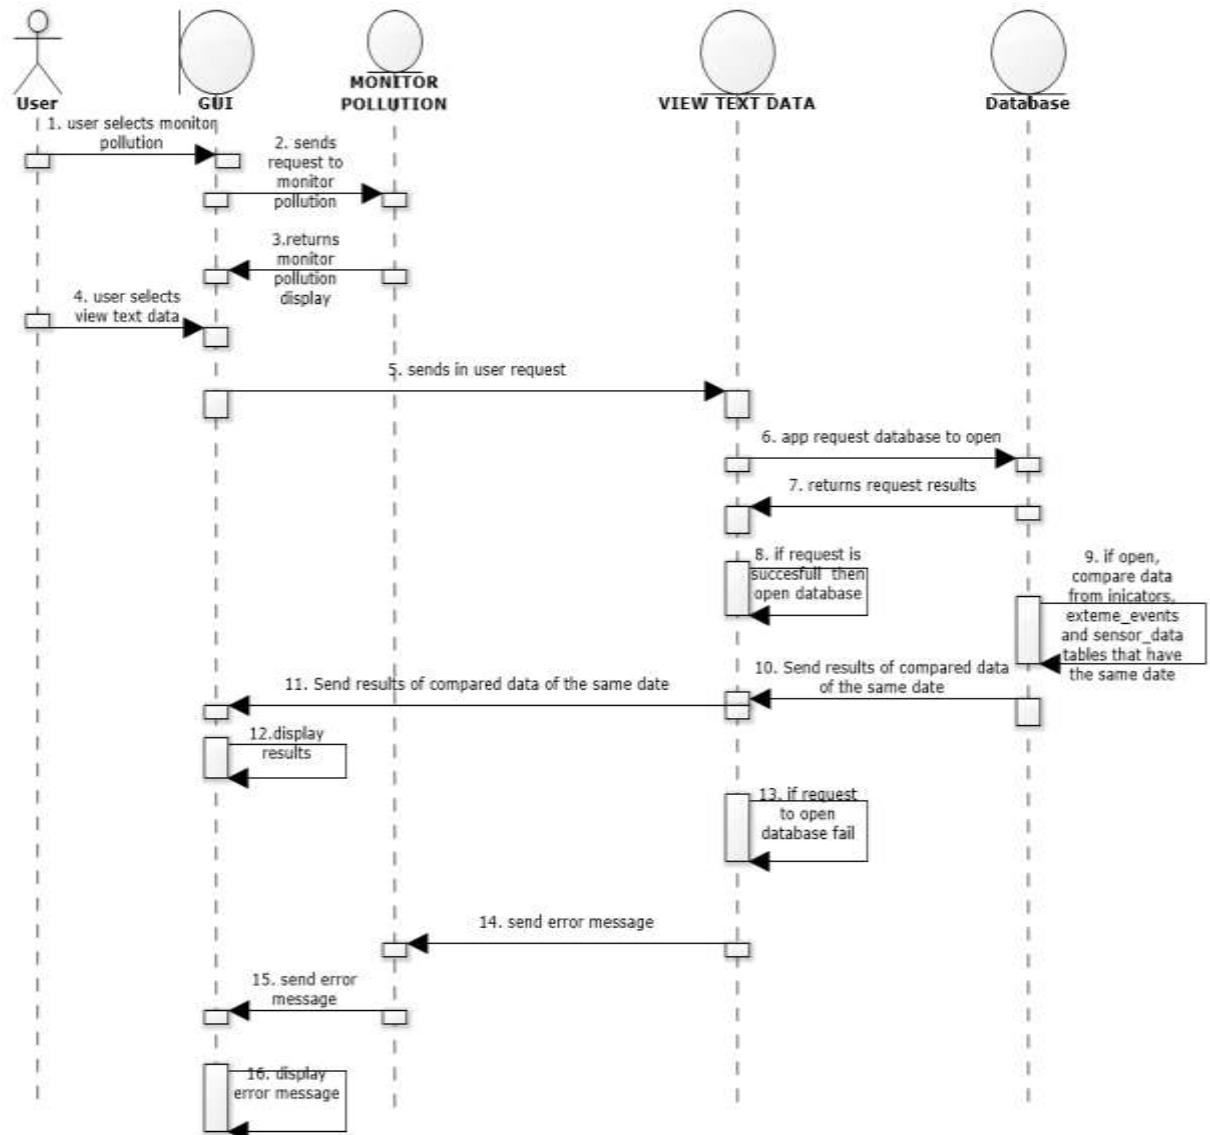 User
GUI
MONITOR
POLLUTION
VIEW TEXT DATA
Database
1. user selects monitor
pollution
2. sends
request to
monitor
pollution
3.returns
monitor
pollution
display
4. user selects
view text data
5. sends in user request
6. app request database to open
7. returns request results
8. if request is
succesfull then
open database
9. if open,
compare data
from inicators,
exteme_events
and sensor_data
tables that have
the same date
10. Send results of compared data
of the same date
11. Send results of compared data of the same date
12.display
results
13. if request
to open
database fail
14. send error message
15. send error
message
16. display
error message